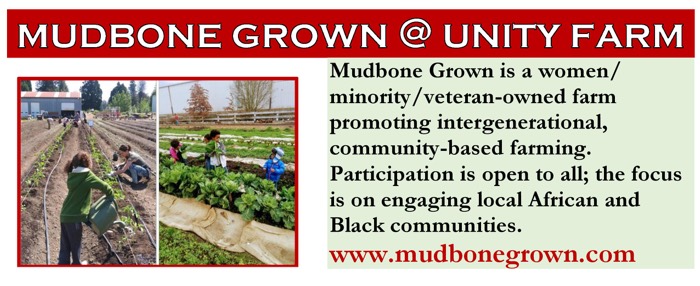 MUDBONE GROWN @ UNITY FARM
Mudbone Grown is a women/
minority/veteran-owned farm
promoting intergenerational,
community-based farming.
Participation is open to all; the focus
is on engaging local African and
Black communities.
www.mudbonegrown.com